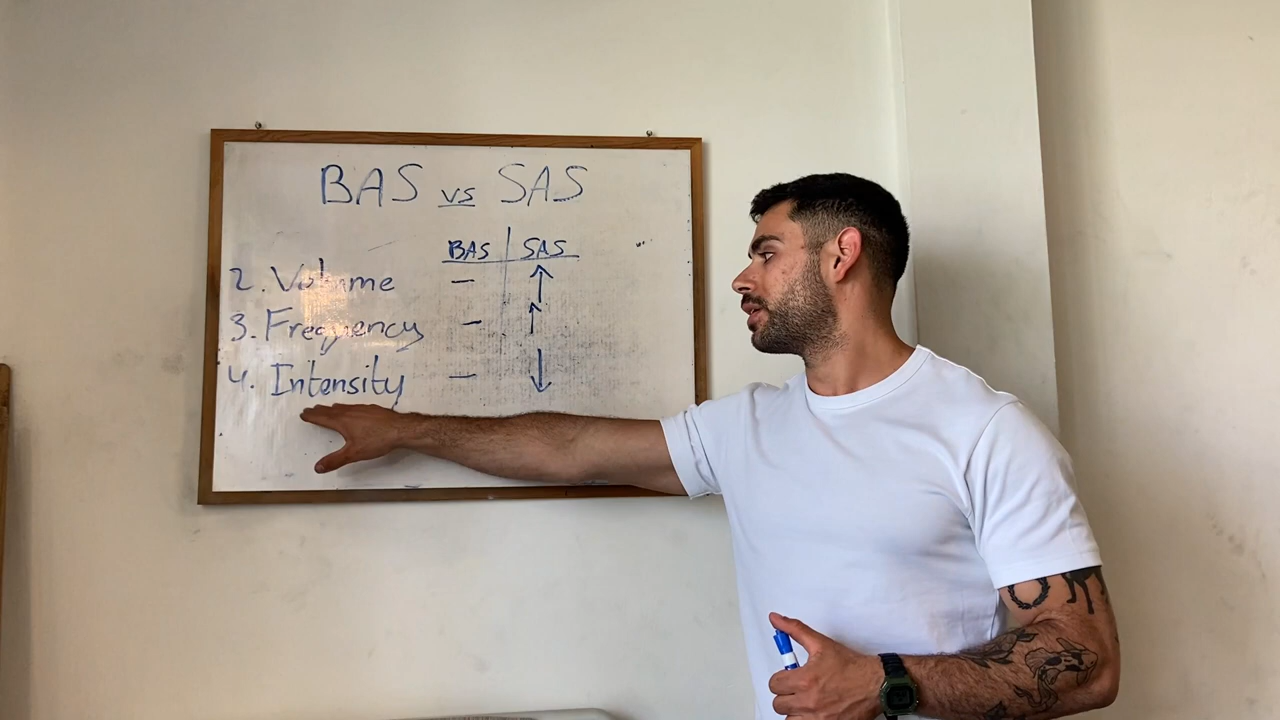 BAS vs SAS
BAS SAS
2. Volume – ↑
3. Frequency – ↑
4. Intensity – ↓